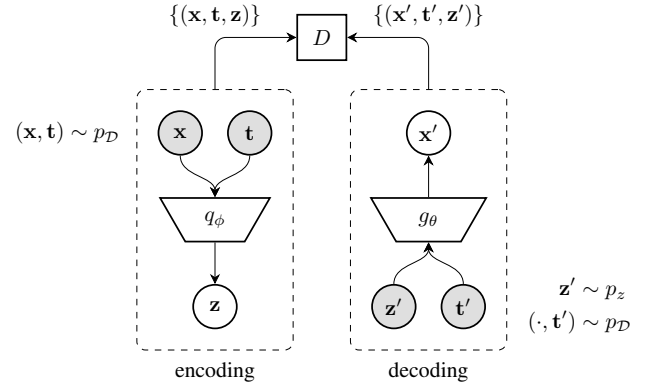 {(x, t, z)}
D
{(x′, t′, z′)}
(x, t) ∼ p_𝒟
x
t
x′
q_ϕ
g_θ
z
z′
t′
z′ ∼ p_z
(·, t′) ∼ p_𝒟
encoding
decoding